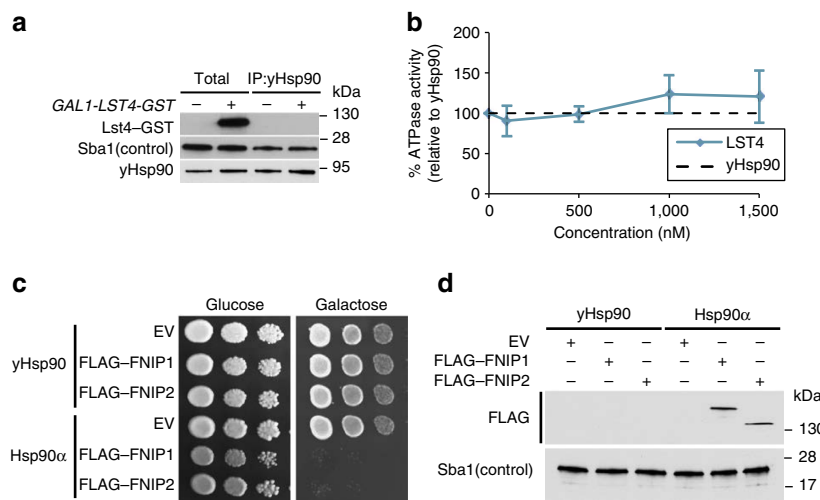 a
Total IP:yHsp90
kDa
GAL1-LST4-GST – + – +
Lst4–GST 130
Sba1(control) 28
yHsp90 95
b
% ATPase activity
(relative to yHsp90)
200
150
100
50
0
0 500 1,000 1,500
Concentration (nM)
LST4
yHsp90
c
Glucose Galactose
yHsp90
EV
FLAG–FNIP1
FLAG–FNIP2
Hsp90α
EV
FLAG–FNIP1
FLAG–FNIP2
d
yHsp90 Hsp90α
EV + – – + – –
FLAG–FNIP1 – + – – + –
FLAG–FNIP2 – – + – – +
kDa
FLAG
130
Sba1(control)
28
17